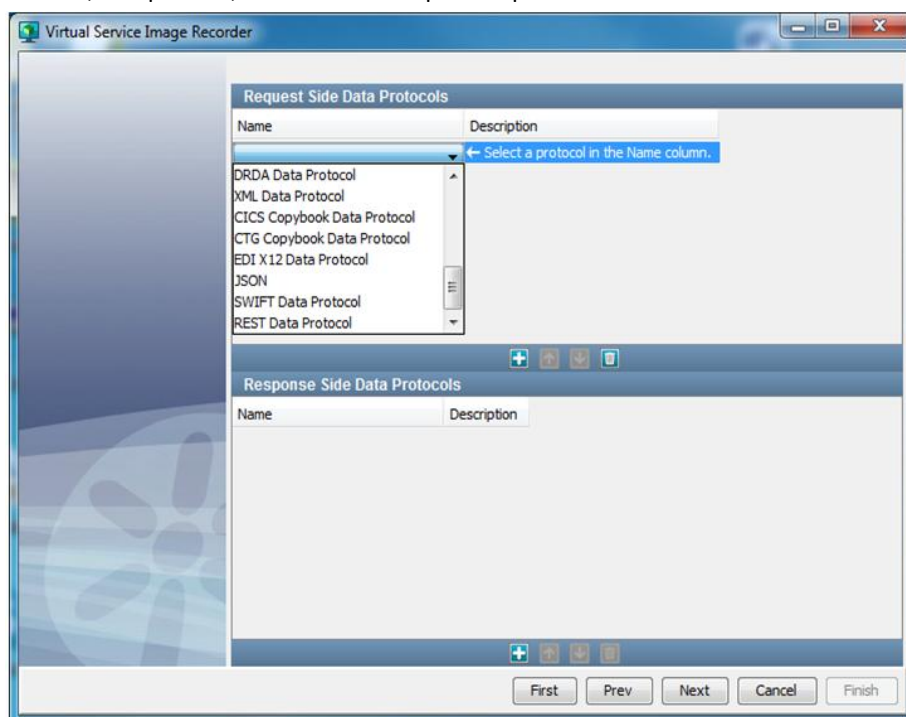 Virtual Service Image Recorder
Request Side Data Protocols
Name Description
← Select a protocol in the Name column.
DRDA Data Protocol
XML Data Protocol
CICS Copybook Data Protocol
CTG Copybook Data Protocol
EDI X12 Data Protocol
JSON
SWIFT Data Protocol
REST Data Protocol
Response Side Data Protocols
Name Description
First Prev Next Cancel Finish